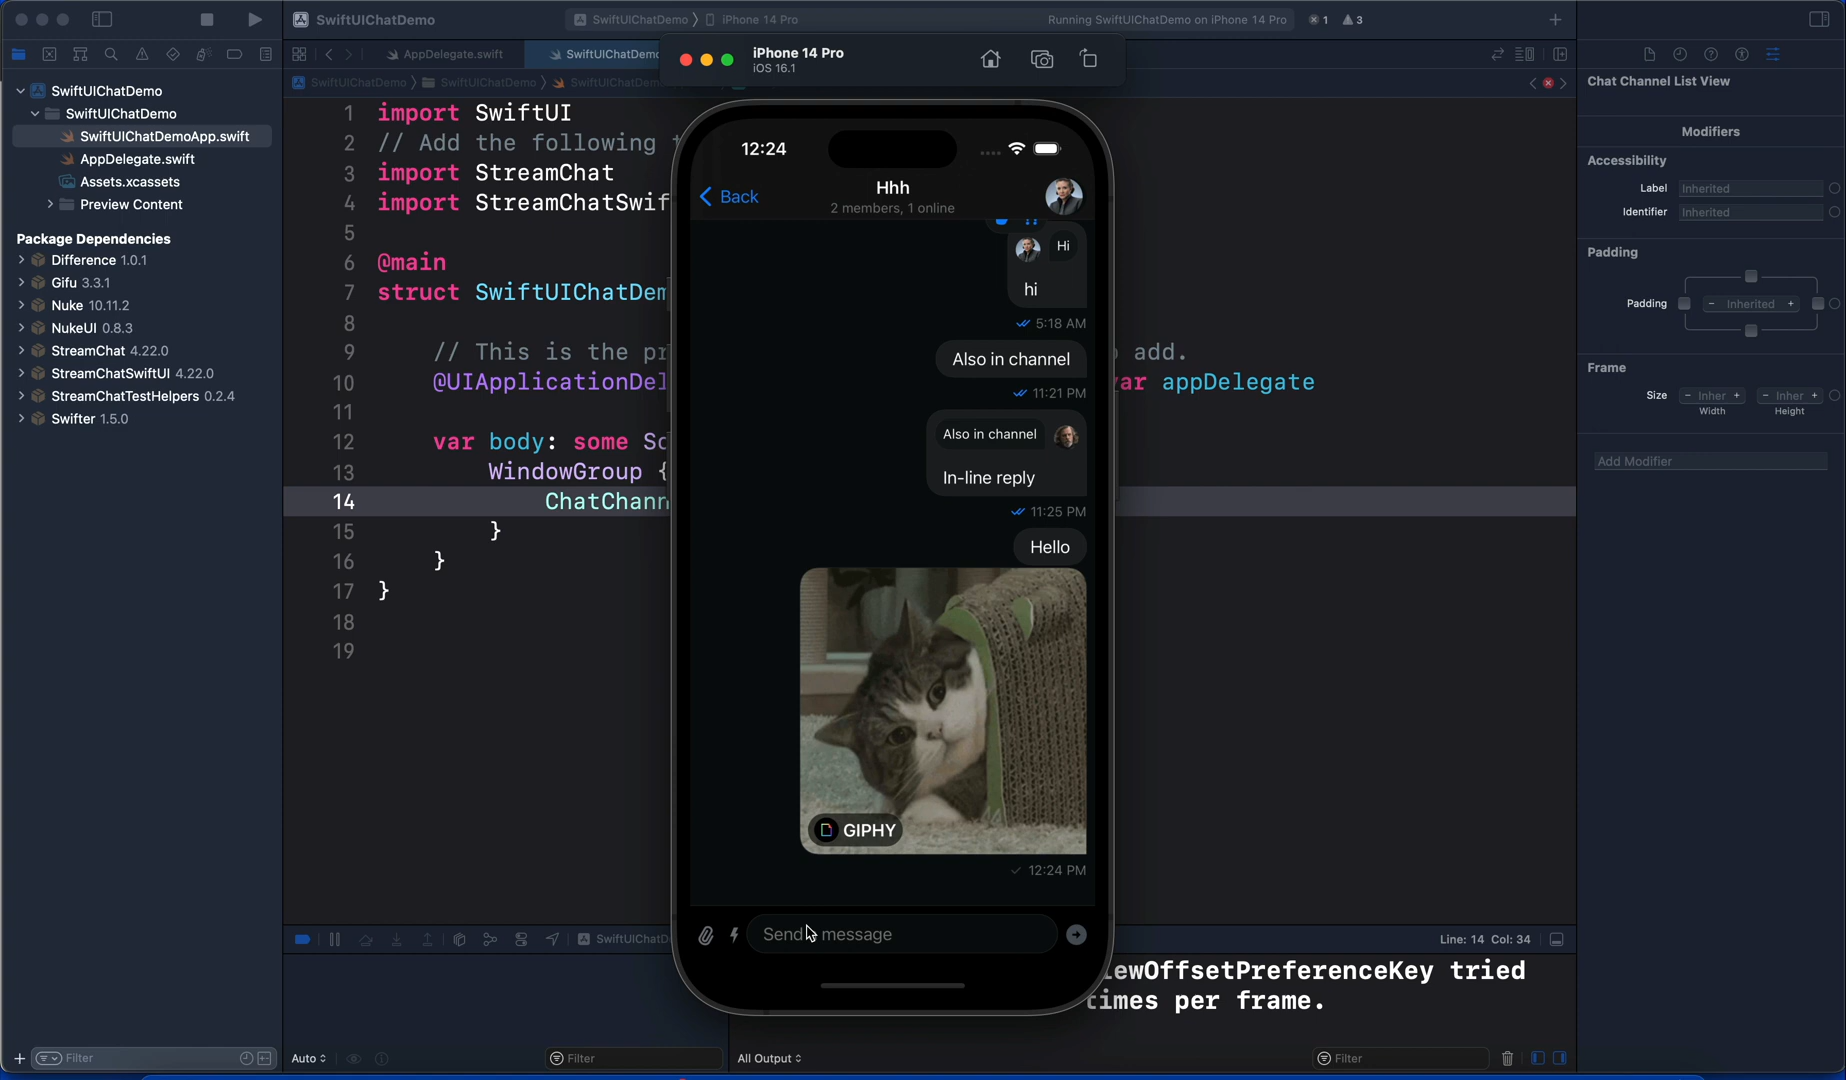 SwiftUIChatDemo
SwiftUIChatDemo
iPhone 14 Pro
Running SwiftUIChatDemo on iPhone 14 Pro
1
3
AppDelegate.swift
SwiftUIChatDemo
SwiftUIChatDemo
SwiftUIChatDemo
iPhone 14 Pro
iOS 16.1
SwiftUIChatDemo
SwiftUIChatDemo
SwiftUIChatDemoApp.swift
AppDelegate.swift
Assets.xcassets
Preview Content
Package Dependencies
Difference 1.0.1
Gifu 3.3.1
Nuke 10.11.2
NukeUI 0.8.3
StreamChat 4.22.0
StreamChatSwiftUI 4.22.0
StreamChatTestHelpers 0.2.4
Swifter 1.5.0
Filter
1 import SwiftUI
2 // Add the following
3 import StreamChat
4 import StreamChatSwif
5
6 @main
7 struct SwiftUIChatDem
8
9 // This is the pr add.
10 @UIApplicationDel var appDelegate
11
12 var body: some Sc
13 WindowGroup {
14 ChatChann
15 }
16 }
17 }
18
19
12:24
Back
Hhh
2 members, 1 online
Hi
hi
5:18 AM
Also in channel
11:21 PM
Also in channel
In-line reply
11:25 PM
Hello
GIPHY
12:24 PM
Send message
SwiftUIChatD
Line: 14 Col: 34
iewOffsetPreferenceKey tried
times per frame.
Auto
Filter
All Output
Filter
Chat Channel List View
Modifiers
Accessibility
Label Inherited
Identifier Inherited
Padding
Padding − Inherited +
Frame
Size − Inher + − Inher +
Width Height
Add Modifier